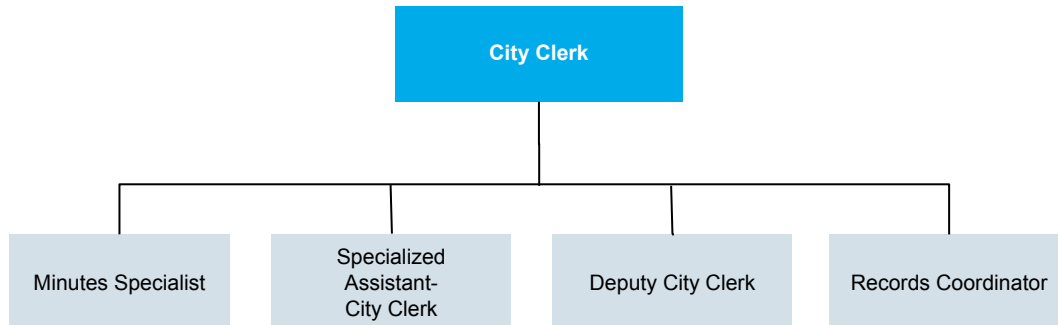 City Clerk
Minutes Specialist
Specialized
Assistant-
City Clerk
Deputy City Clerk
Records Coordinator